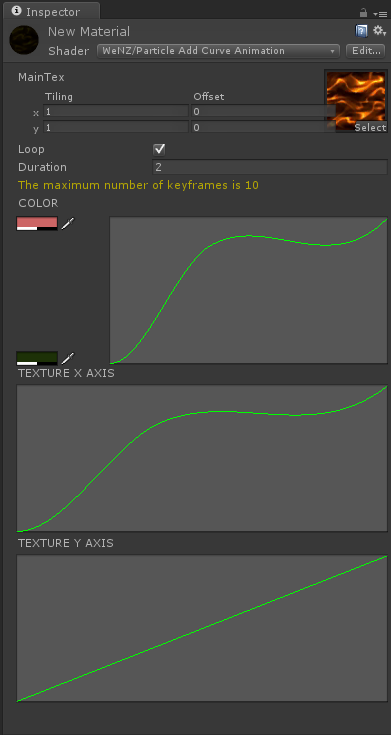 Inspector
New Material
Shader WeNZ/Particle Add Curve Animation Edit...
MainTex
Tiling Offset
x 1 0
y 1 0 Select
Loop
Duration 2
The maximum number of keyframes is 10
COLOR
TEXTURE X AXIS
TEXTURE Y AXIS